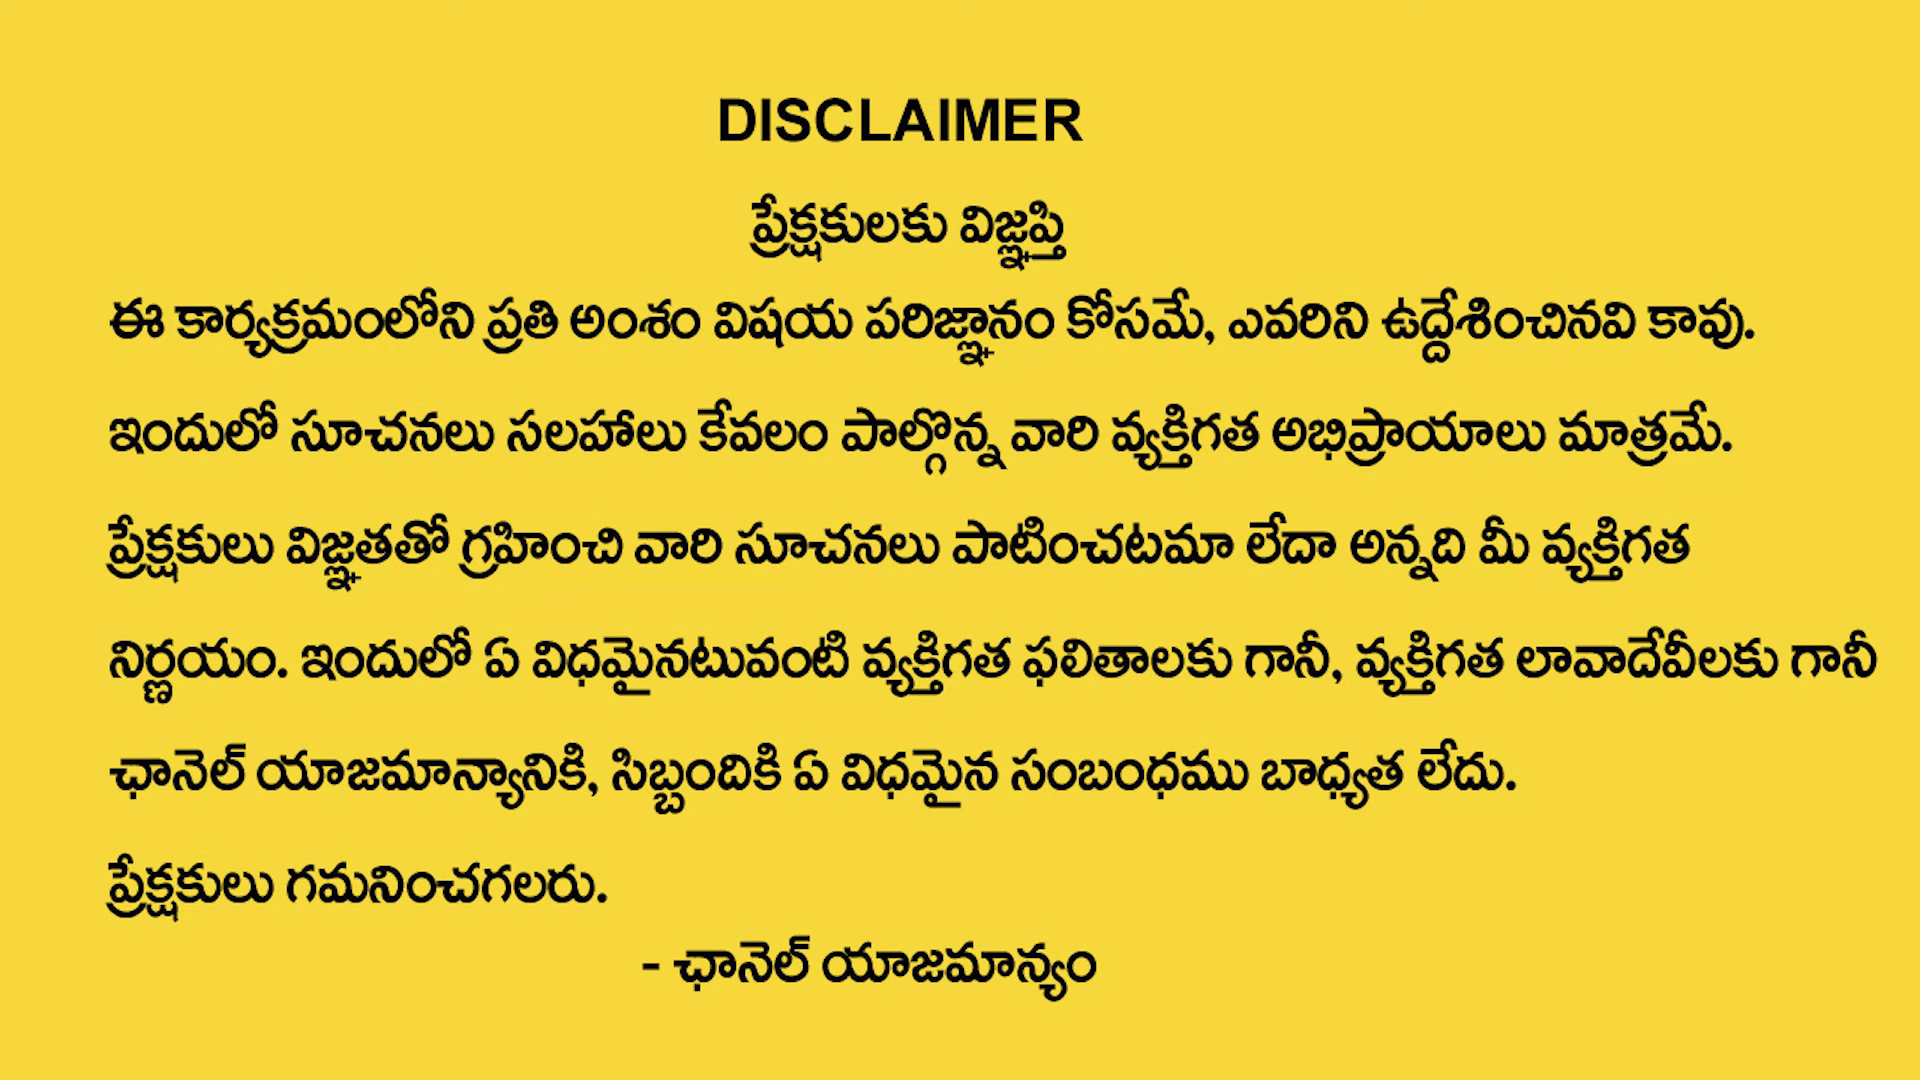 DISCLAIMER
ప్రేక్షకులకు విజ్ఞప్తి
ఈ కార్యక్రమంలోని ప్రతి అంశం విషయ పరిజ్ఞానం కోసమే, ఎవరిని ఉద్దేశించినవి కావు.
ఇందులో సూచనలు సలహాలు కేవలం పాల్గొన్న వారి వ్యక్తిగత అభిప్రాయాలు మాత్రమే.
ప్రేక్షకులు విజ్ఞతతో గ్రహించి వారి సూచనలు పాటించటమా లేదా అన్నది మీ వ్యక్తిగత
నిర్ణయం. ఇందులో ఏ విధమైనటువంటి వ్యక్తిగత ఫలితాలకు గానీ, వ్యక్తిగత లావాదేవీలకు గానీ
ఛానెల్ యాజమాన్యానికి, సిబ్బందికి ఏ విధమైన సంబంధము బాధ్యత లేదు.
ప్రేక్షకులు గమనించగలరు.
- ఛానెల్ యాజమాన్యం